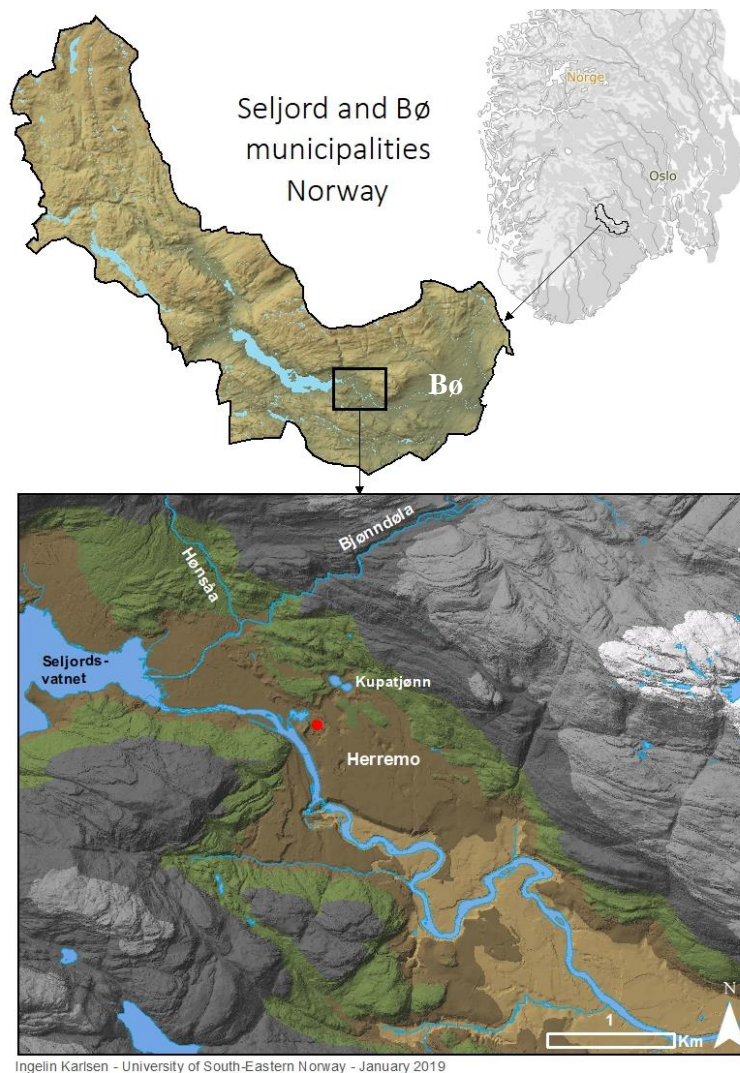 Seljord and Bø
municipalities
Norway
Norge
Oslo
Bø
Bjønndøla
Hønsåa
Seljords-
vatnet
Kupatjønn
Herremo
N
1
Km
Ingelin Karlsen - University of South-Eastern Norway - January 2019